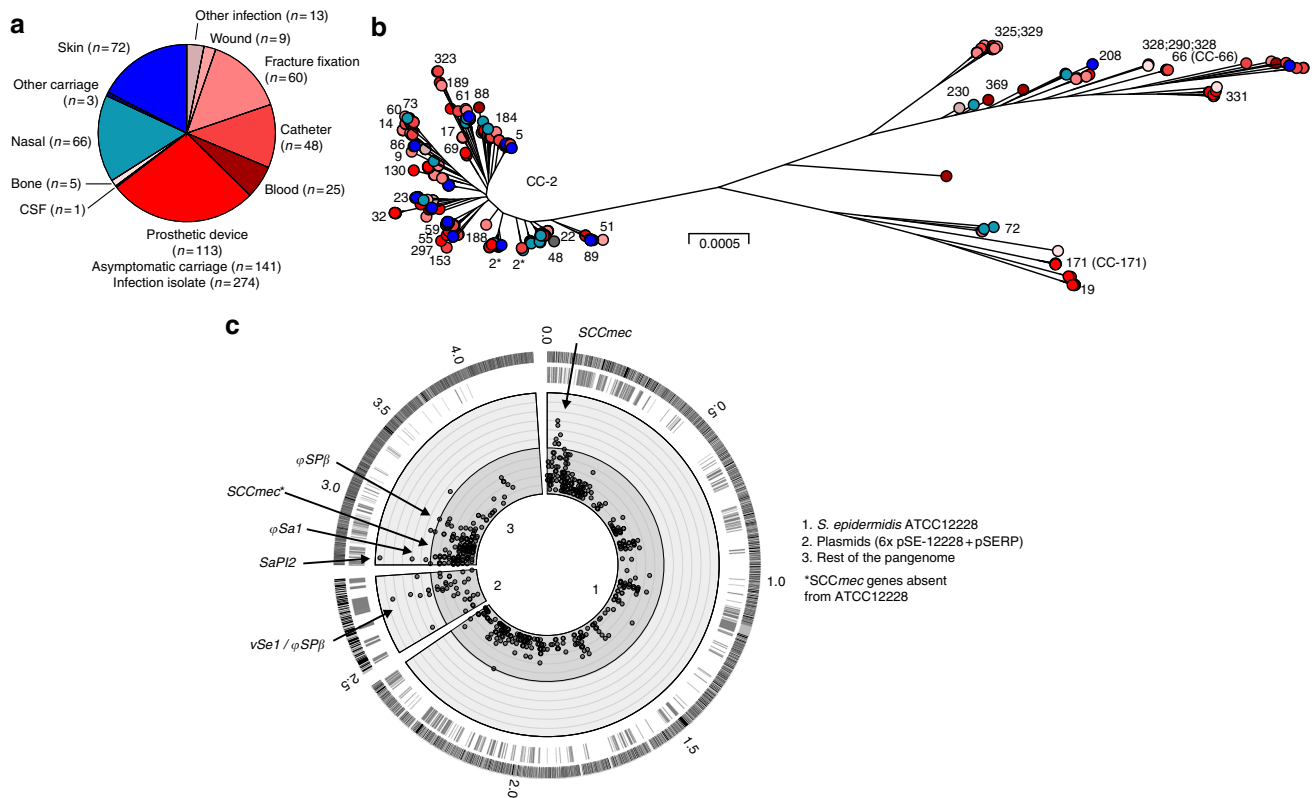 a
Other infection (n=13)
Wound (n=9)
Skin (n=72)
Fracture fixation
(n=60)
Other carriage
(n=3)
Catheter
(n=48)
Nasal (n=66)
Bone (n=5)
Blood (n=25)
CSF (n=1)
Prosthetic device
(n=113)
Asymptomatic carriage (n=141)
Infection isolate (n=274)
b
323
189
61
88
73
60
14
184
17
5
86
9
69
130
CC-2
23
32
59
55
297
153
188
2*
2*
22
48
51
89
0.0005
325;329
208
328;290;328
66 (CC-66)
230
369
331
72
171 (CC-171)
19
c
0.0
SCCmec
4.0
0.5
3.5
φSPβ
SCCmec*
3.0
φSa1
SaPI2
3
2
1
1.0
νSe1 / φSPβ
2.5
1.5
2.0
1. S. epidermidis ATCC12228
2. Plasmids (6x pSE-12228+pSERP)
3. Rest of the pangenome
*SCCmec genes absent
from ATCC12228